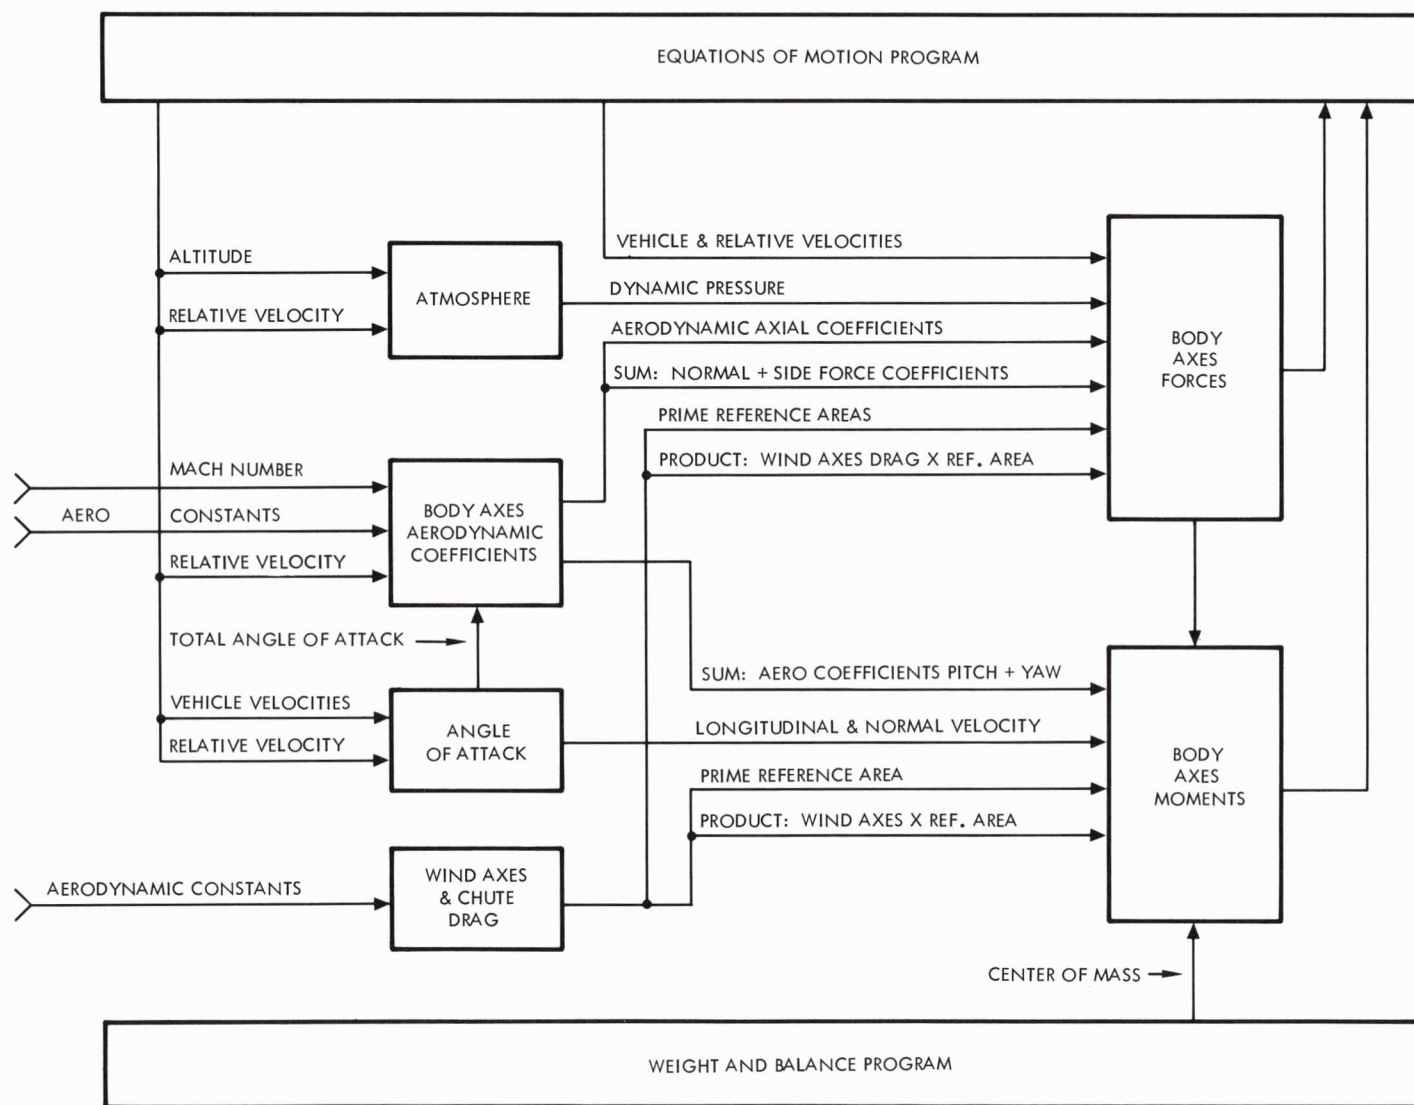 EQUATIONS OF MOTION PROGRAM
VEHICLE & RELATIVE VELOCITIES
ALTITUDE
DYNAMIC PRESSURE
ATMOSPHERE
RELATIVE VELOCITY
AERODYNAMIC AXIAL COEFFICIENTS
BODY
AXES
FORCES
SUM: NORMAL + SIDE FORCE COEFFICIENTS
PRIME REFERENCE AREAS
PRODUCT: WIND AXES DRAG X REF. AREA
MACH NUMBER
AERO CONSTANTS
RELATIVE VELOCITY
BODY AXES
AERODYNAMIC
COEFFICIENTS
TOTAL ANGLE OF ATTACK
SUM: AERO COEFFICIENTS PITCH + YAW
VEHICLE VELOCITIES
RELATIVE VELOCITY
ANGLE
OF ATTACK
LONGITUDINAL & NORMAL VELOCITY
PRIME REFERENCE AREA
PRODUCT: WIND AXES X REF. AREA
BODY
AXES
MOMENTS
AERODYNAMIC CONSTANTS
WIND AXES
& CHUTE
DRAG
CENTER OF MASS
WEIGHT AND BALANCE PROGRAM